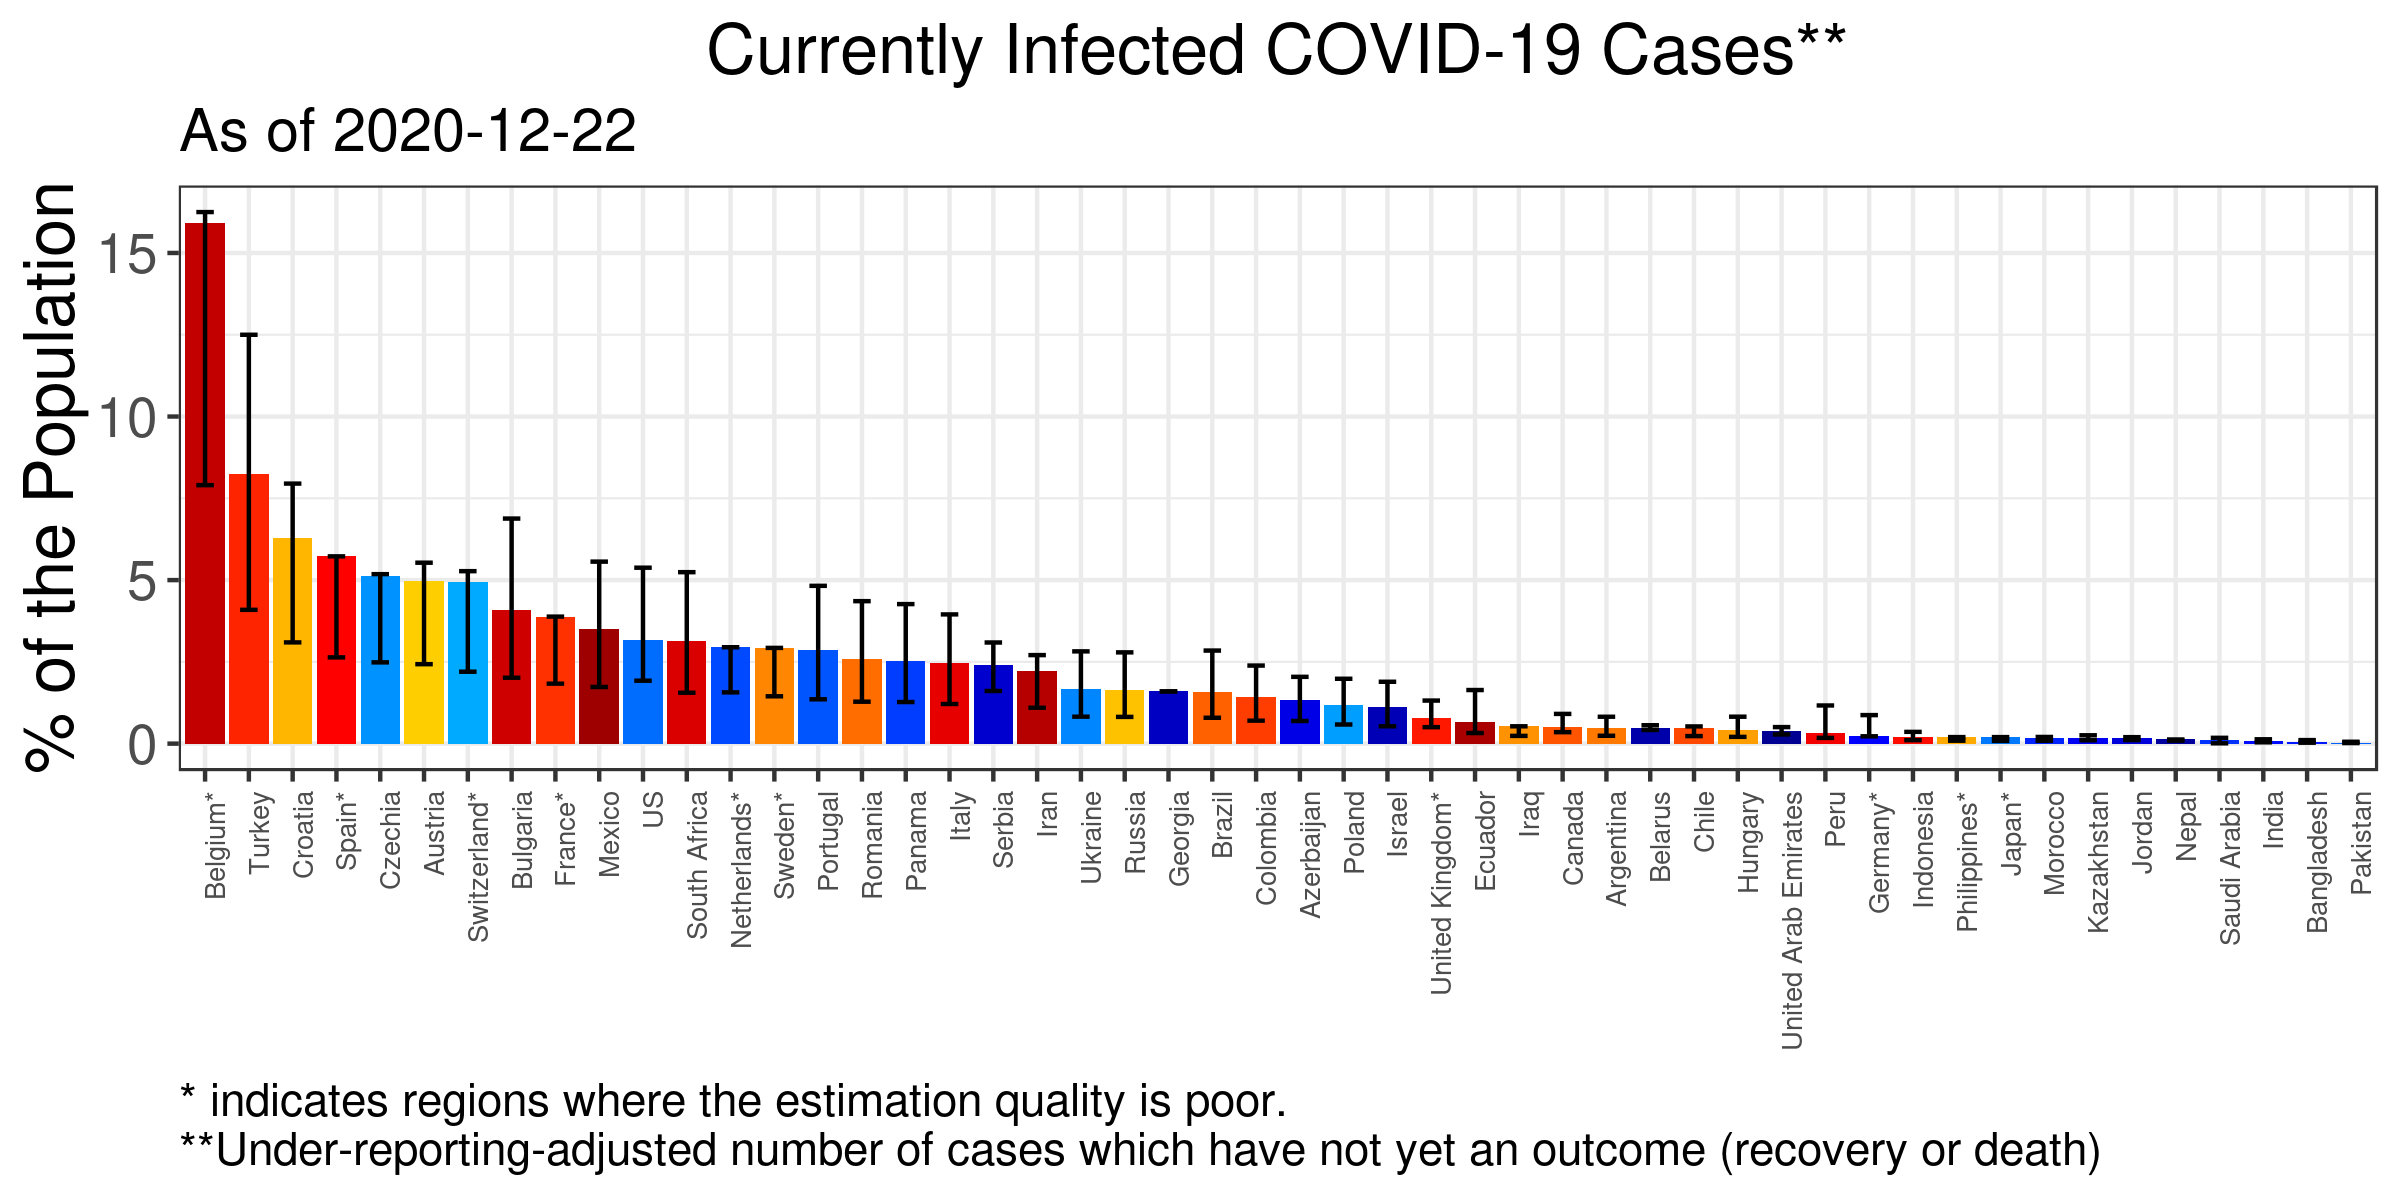 Currently Infected COVID-19 Cases**
As of 2020-12-22
% of the Population
15
10
5
0
Belgium*
Turkey
Croatia
Spain*
Czechia
Austria
Switzerland*
Bulgaria
France*
Mexico
US
South Africa
Netherlands*
Sweden*
Portugal
Romania
Panama
Italy
Serbia
Iran
Ukraine
Russia
Georgia
Brazil
Colombia
Azerbaijan
Poland
Israel
United Kingdom*
Ecuador
Iraq
Canada
Argentina
Belarus
Chile
Hungary
United Arab Emirates
Peru
Germany*
Indonesia
Philippines*
Japan*
Morocco
Kazakhstan
Jordan
Nepal
Saudi Arabia
India
Bangladesh
Pakistan
* indicates regions where the estimation quality is poor.
**Under-reporting-adjusted number of cases which have not yet an outcome (recovery or death)